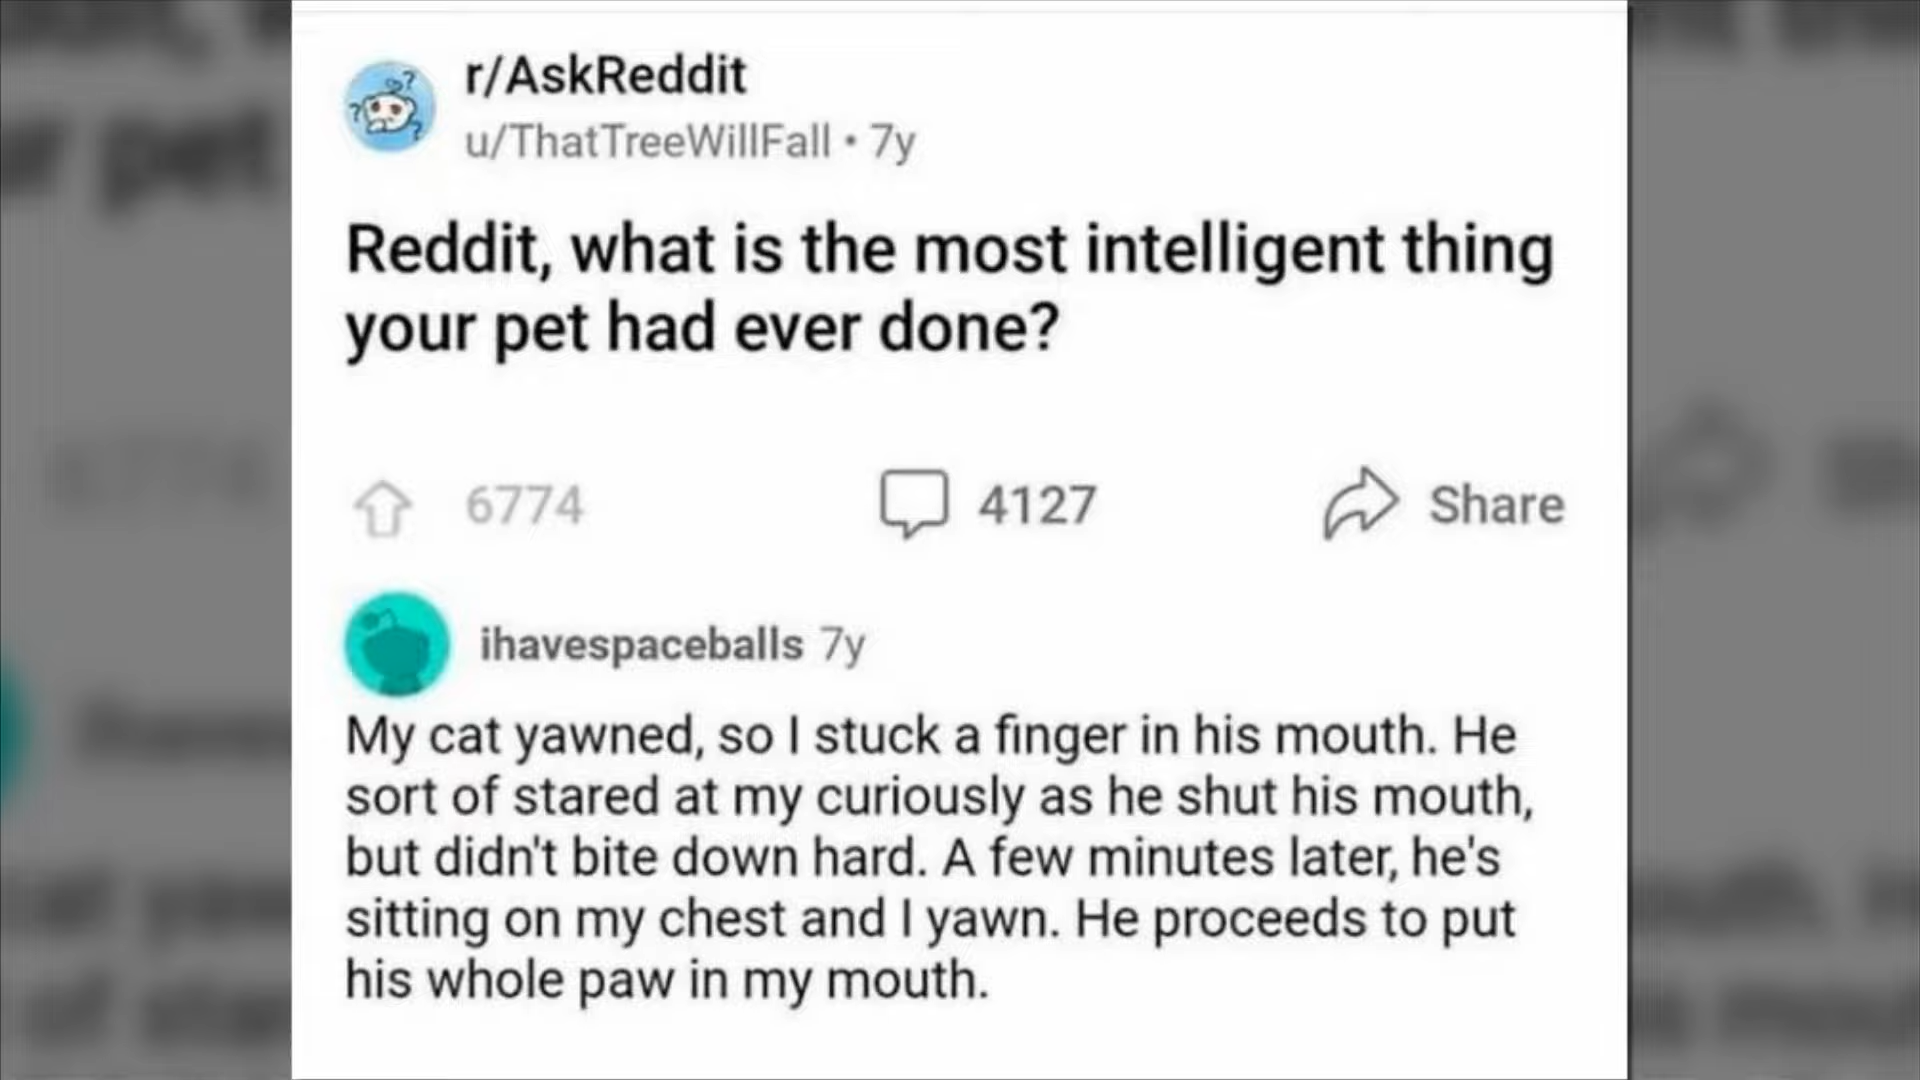 r/AskReddit
u/ThatTreeWillFall • 7y
Reddit, what is the most intelligent thing
your pet had ever done?
6774 4127 Share
ihavespaceballs 7y
My cat yawned, so I stuck a finger in his mouth. He
sort of stared at my curiously as he shut his mouth,
but didn't bite down hard. A few minutes later, he's
sitting on my chest and I yawn. He proceeds to put
his whole paw in my mouth.